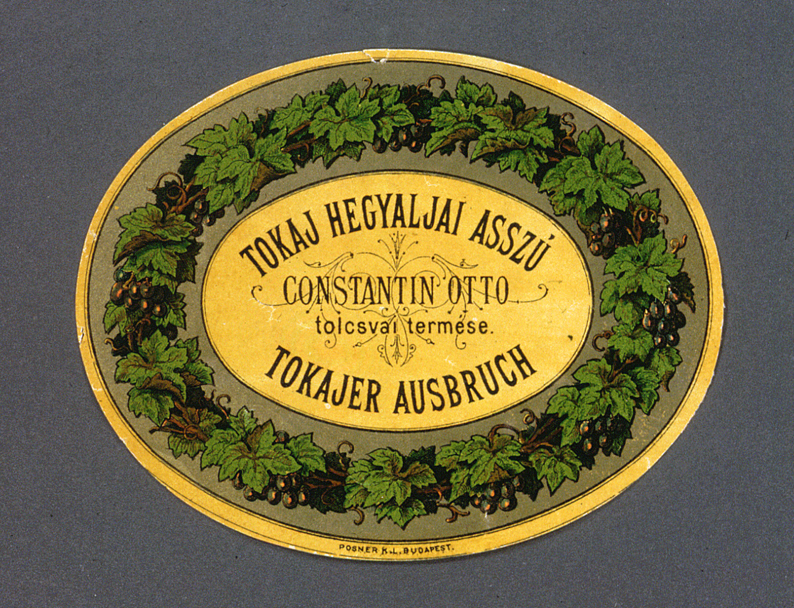 TOKAJ HEGYALJAI ASSZÚ
CONSTANTIN OTTO
tolcsvai termése.
TOKAJER AUSBRUCH
POSNER K.L. BUDAPEST.